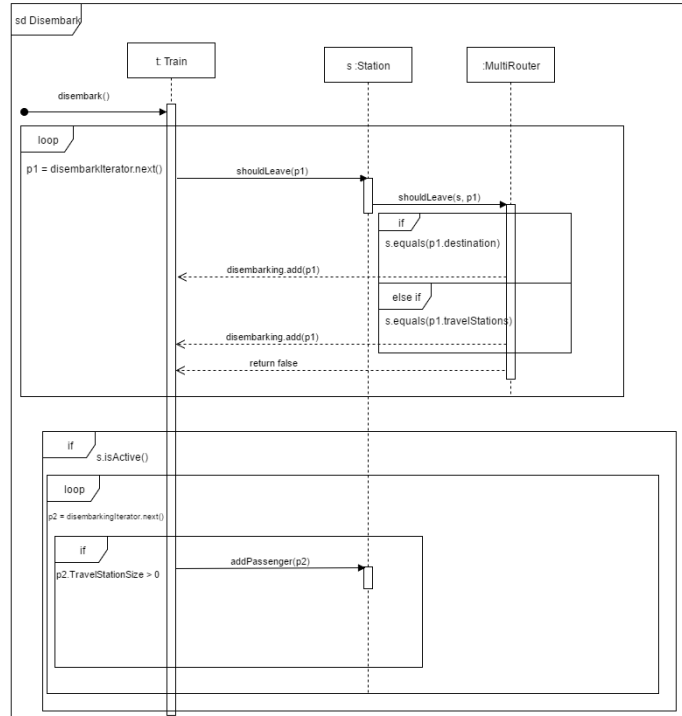 sd Disembark
t: Train
s :Station
:MultiRouter
disembark()
loop
p1 = disembarkIterator.next()
shouldLeave(p1)
shouldLeave(s, p1)
if
s.equals(p1.destination)
disembarking.add(p1)
else if
s.equals(p1.travelStations)
disembarking.add(p1)
return false
if
s.isActive()
loop
p2 = disembarkingIterator.next()
if
addPassenger(p2)
p2.TravelStationSize > 0